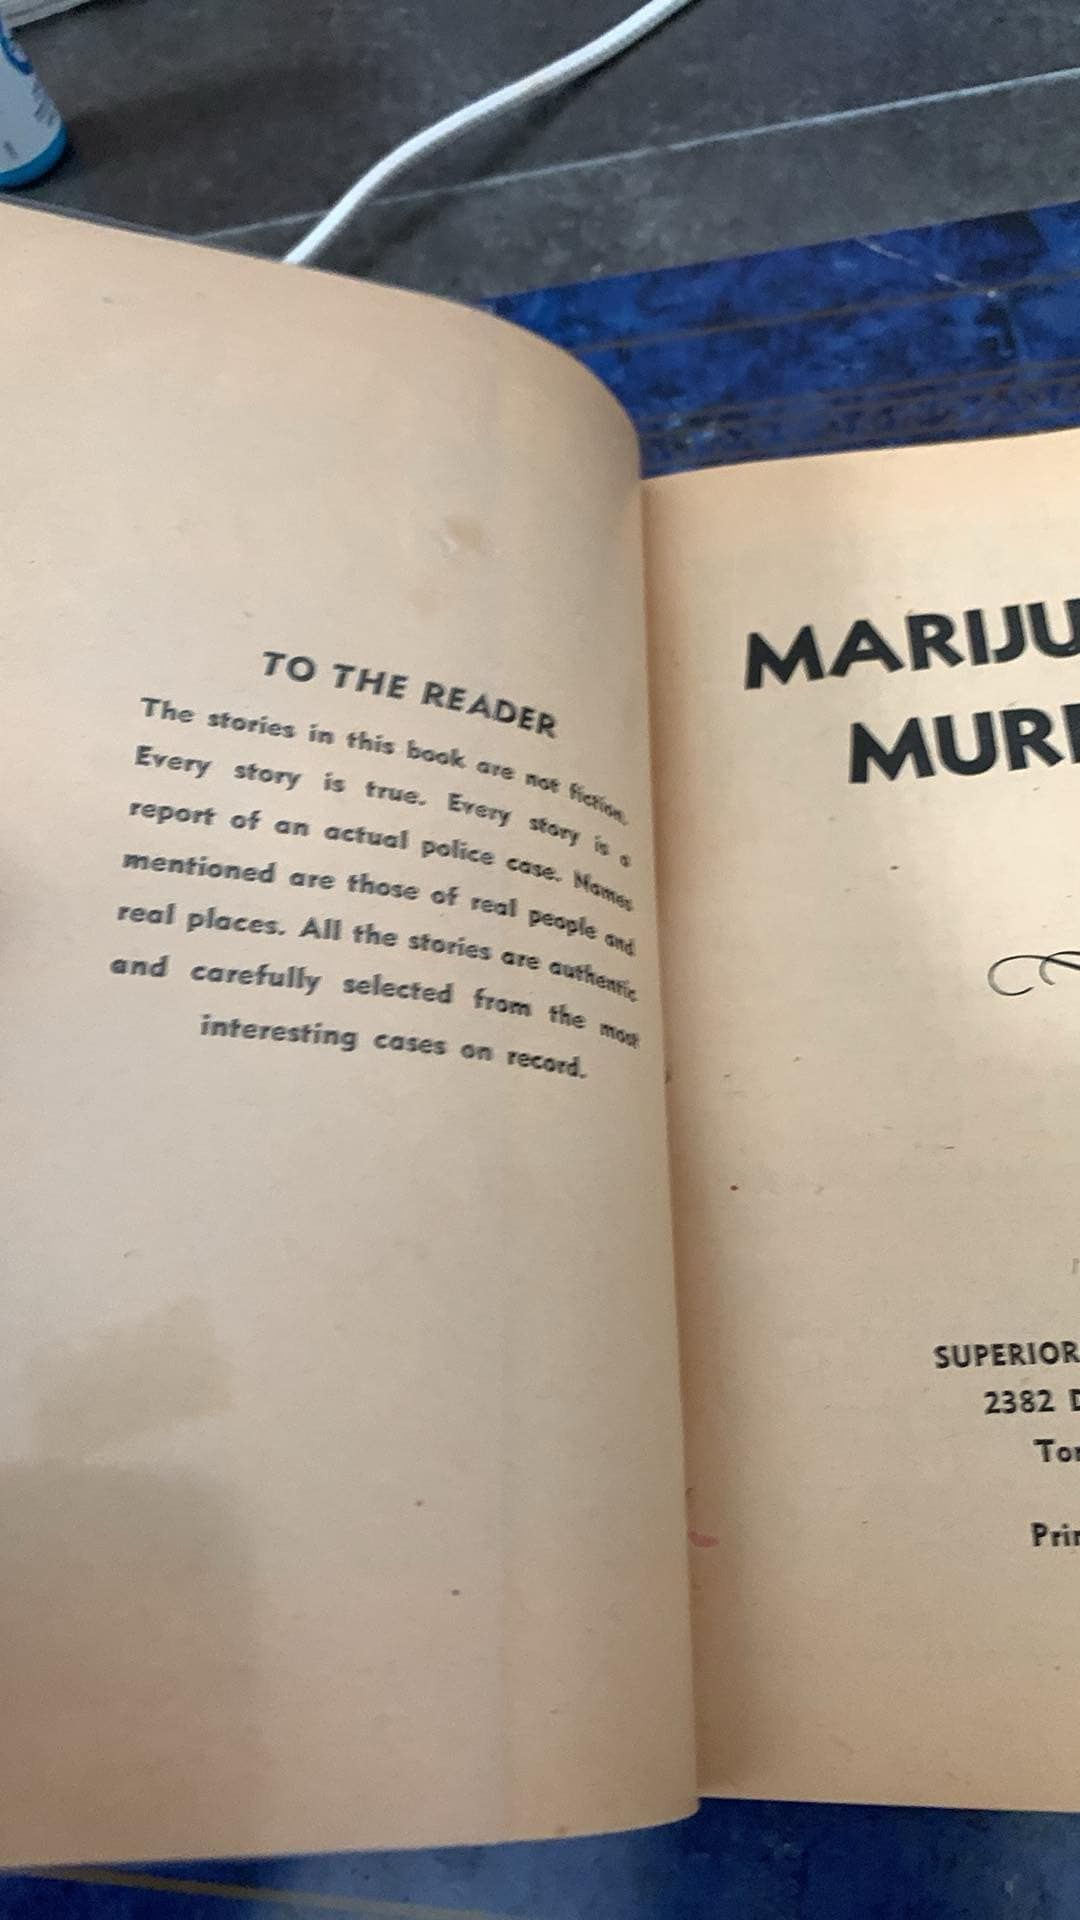 TO THE READER
The stories in this book are not fiction.
Every story is true. Every story is a
report of an actual police case. Names
mentioned are those of real people and
real places. All the stories are authentic
and carefully selected from the most
interesting cases on record.
MARIJU
MUR
SUPERIOR
2382
Tor
Prin